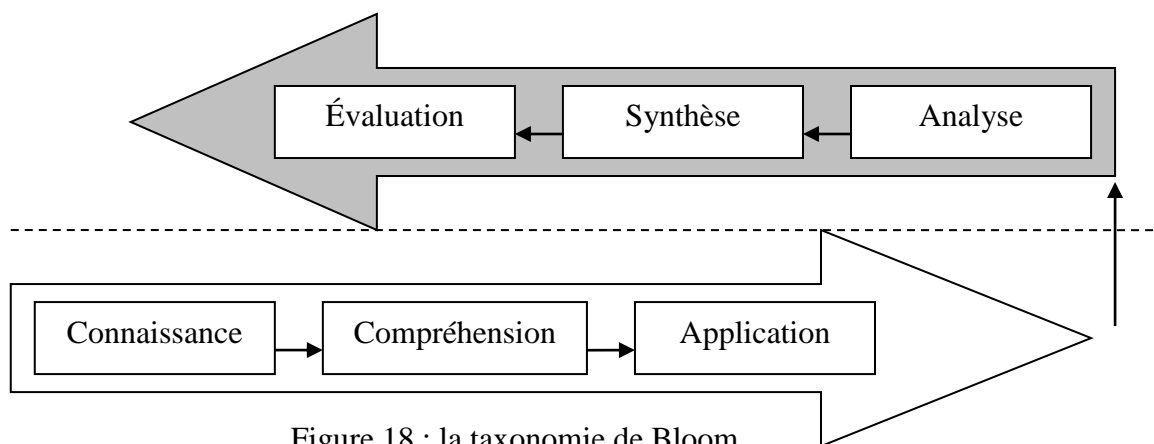 Évaluation
Synthèse
Analyse
Connaissance
Compréhension
Application
Figure 18 : la taxonomie de Bloom